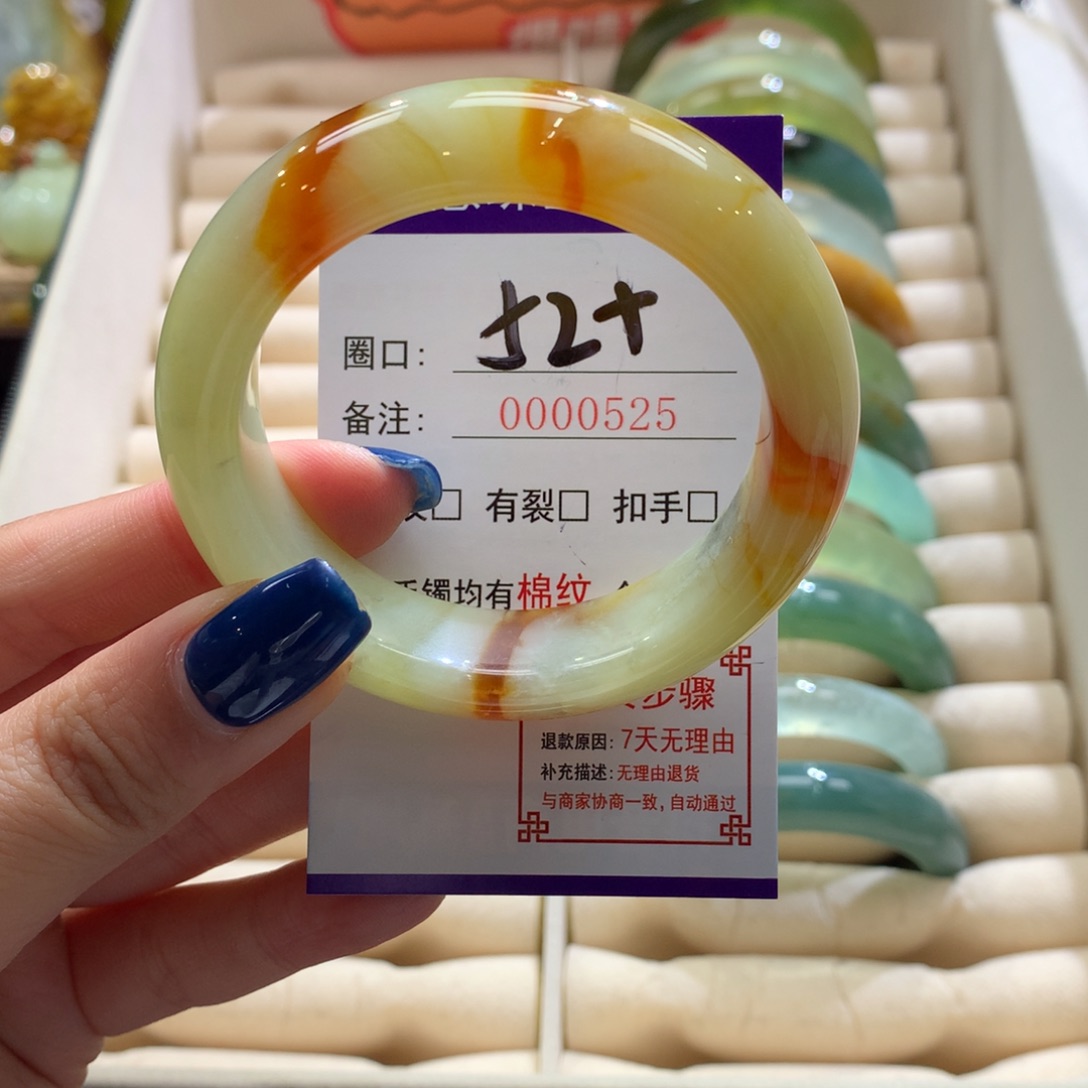 圈口: 52+
备注: 0000525
□ 有裂□ 扣手□
镯均有棉纹
步骤
退款原因: 7天无理由
补充描述: 无理由退货
与商家协商一致, 自动通过